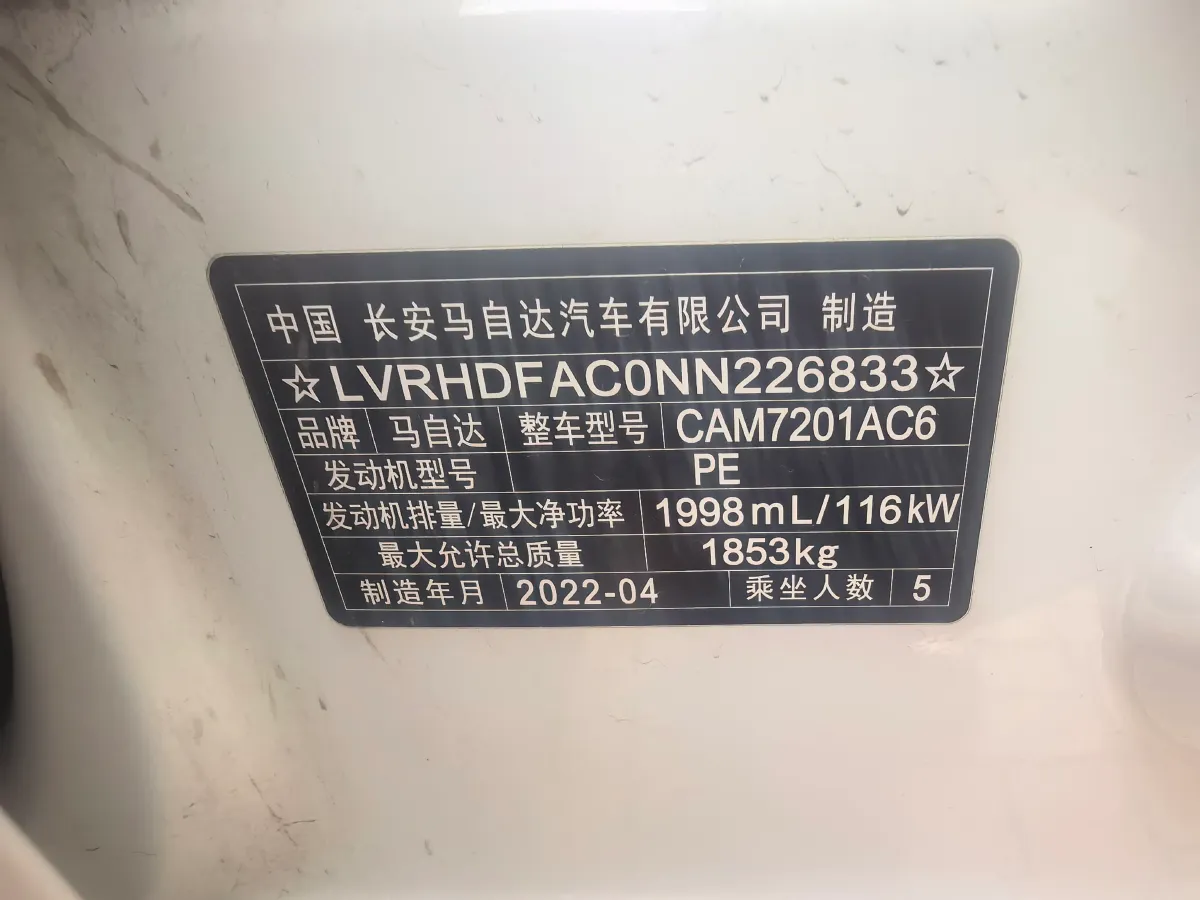 中国 长安马自达汽车有限公司 制造
☆LVRHDFAC0NN226833☆
品牌 马自达 整车型号 CAM7201AC6
发动机型号 PE
发动机排量/最大净功率 1998mL/116kW
最大允许总质量 1853kg
制造年月 2022-04 乘坐人数 5